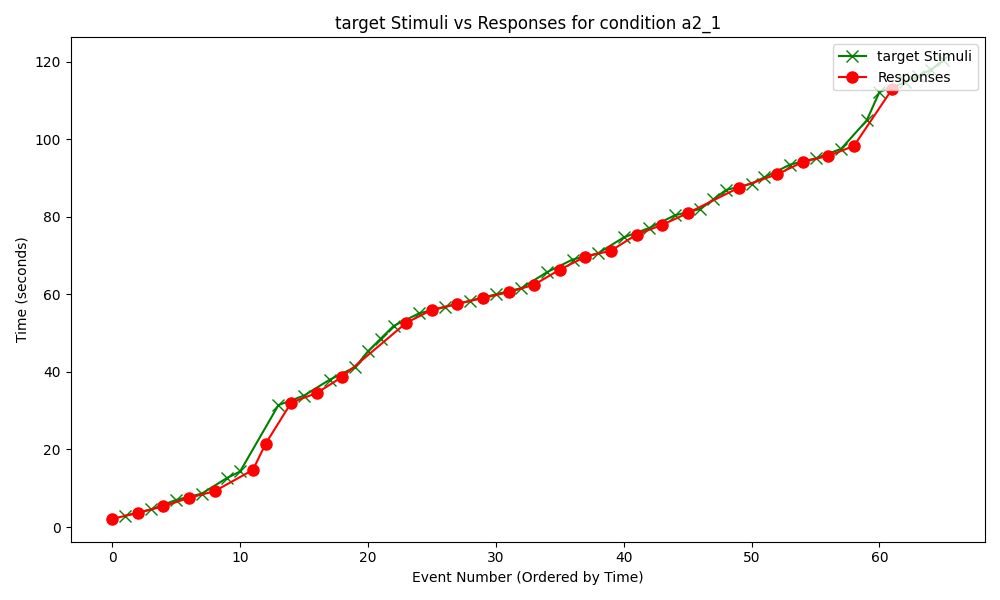 target Stimuli vs Responses for condition a2_1
target Stimuli
Responses
Time (seconds)
120
100
80
60
40
20
0
0 10 20 30 40 50 60
Event Number (Ordered by Time)